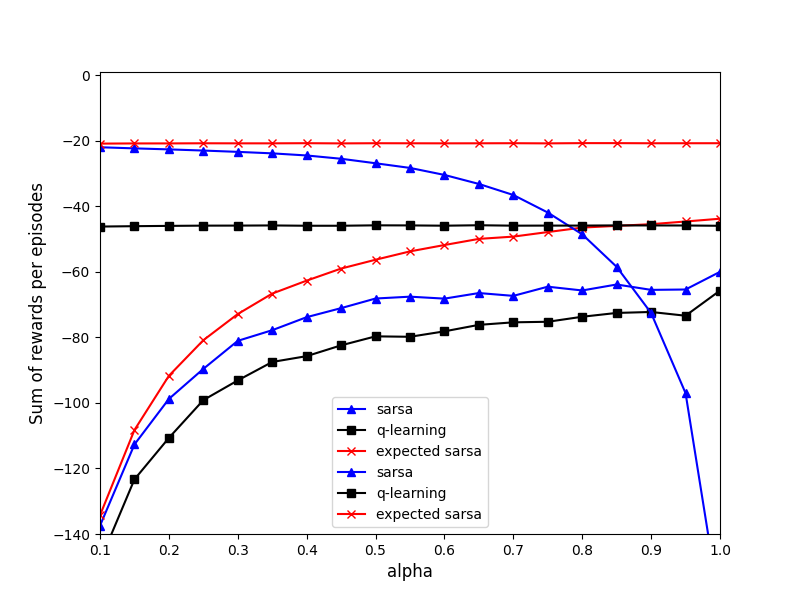 0
−20
−40
−60
−80
−100
−120
−140
Sum of rewards per episodes
sarsa
q-learning
expected sarsa
sarsa
q-learning
expected sarsa
0.1 0.2 0.3 0.4 0.5 0.6 0.7 0.8 0.9 1.0
alpha